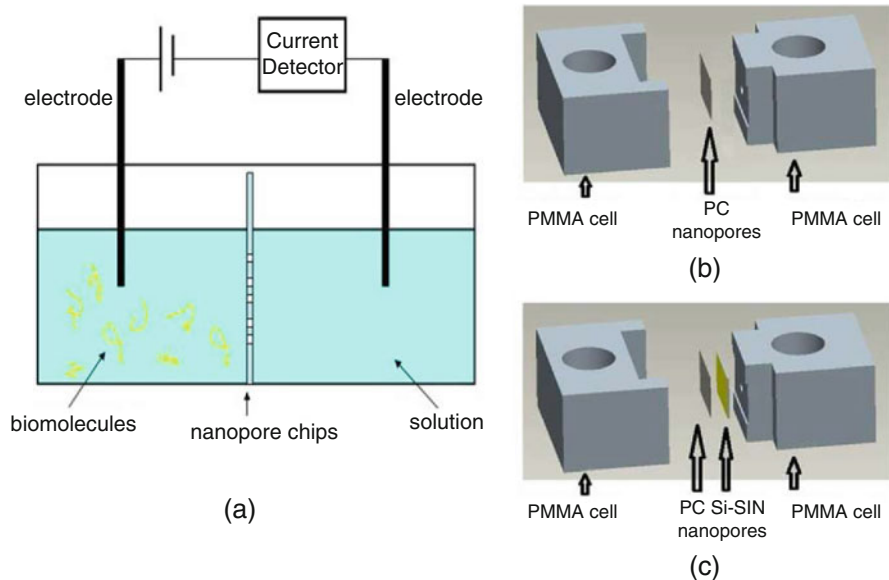 Current
Detector
electrode
electrode
biomolecules
nanopore chips
solution
(a)
PMMA cell
PC
nanopores
PMMA cell
(b)
PMMA cell
PC Si-SIN
nanopores
PMMA cell
(c)